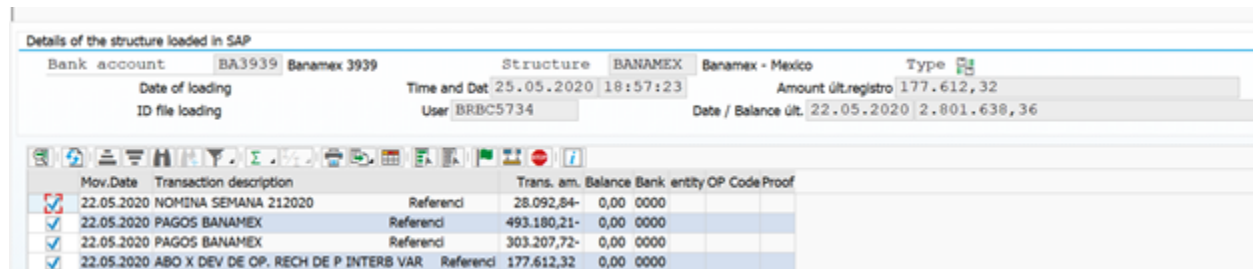 Details of the structure loaded in SAP
Bank account BA3939 Banamex 3939 Structure BANAMEX Banamex - Mexico Type
Date of loading Time and Dat 25.05.2020 18:57:23 Amount últ.registro 177.612,32
ID file loading User BRBC5734 Date / Balance últ. 22.05.2020 2.801.638,36
Mov.Date Transaction description Trans. am. Balance Bank entity OP Code Proof
22.05.2020 NOMINA SEMANA 212020 Referenci 28.092,84- 0,00 0000
22.05.2020 PAGOS BANAMEX Referenci 493.180,21- 0,00 0000
22.05.2020 PAGOS BANAMEX Referenci 303.207,72- 0,00 0000
22.05.2020 ABO X DEV DE OP. RECH DE P INTERB VAR Referenci 177.612,32 0,00 0000